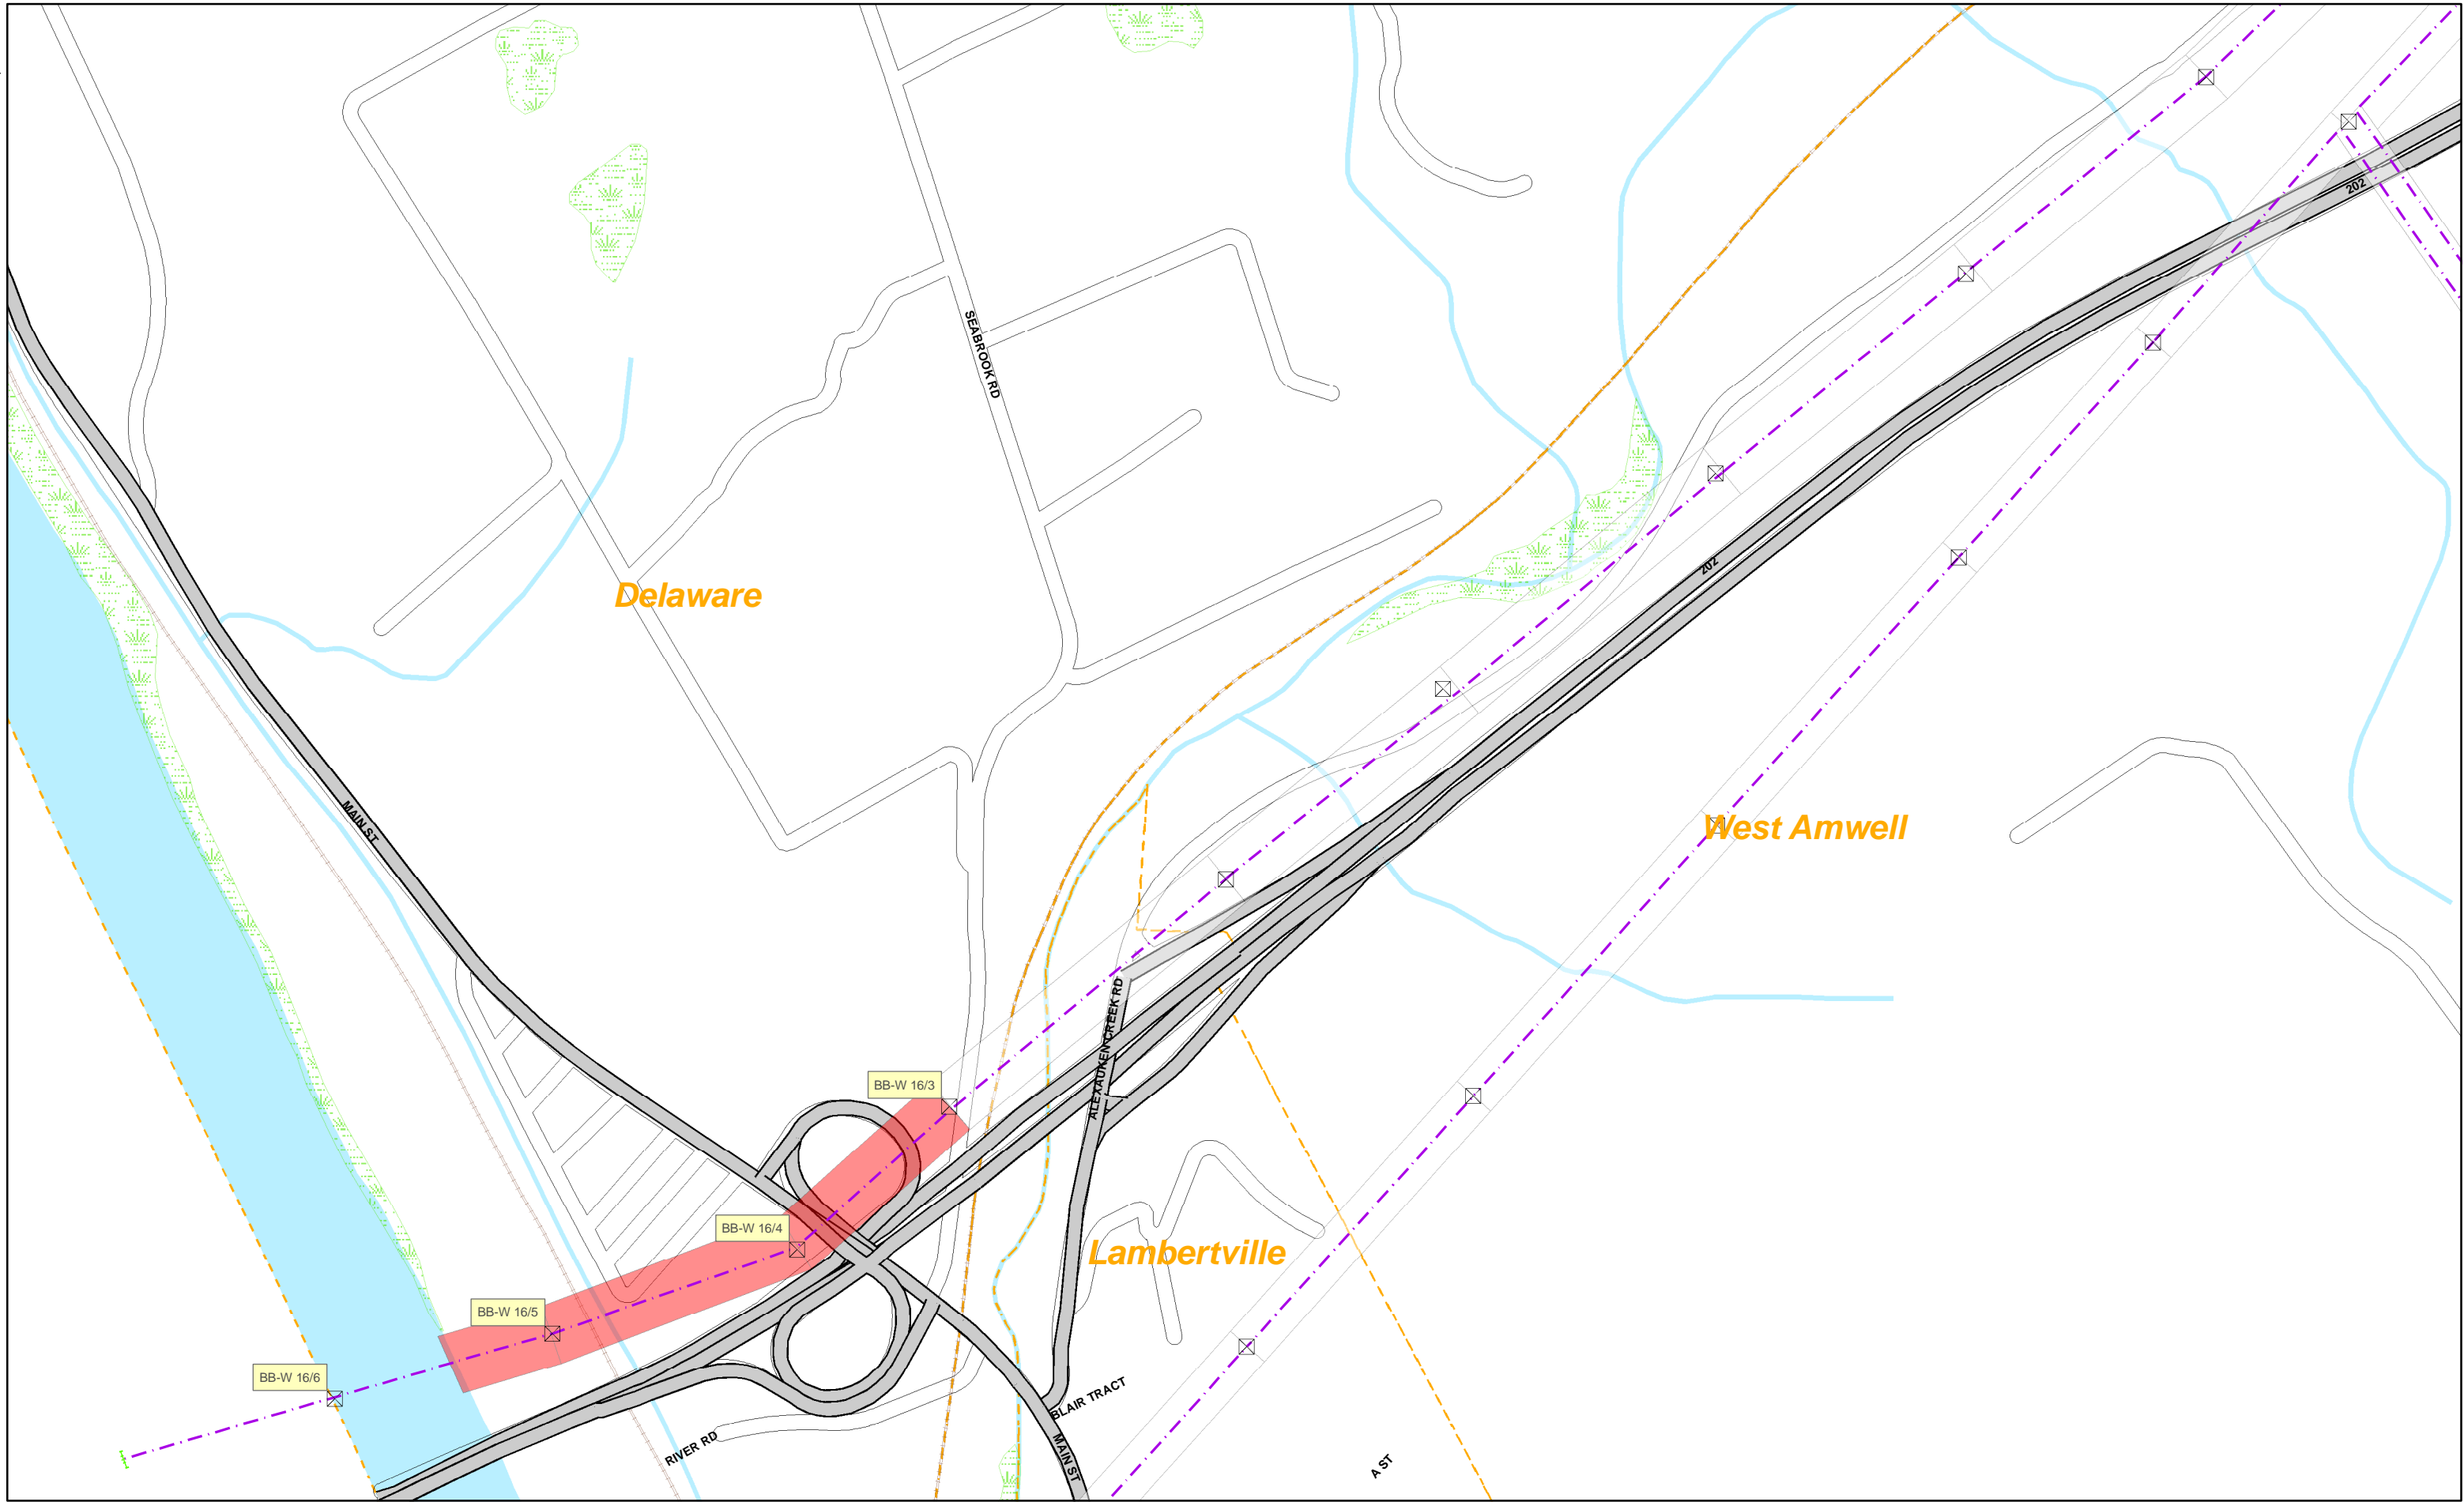 202
SEABROOK RD
202
Delaware
MAIN ST
West Amwell
ALEXAUKEN CREEK RD
BB-W 16/3
BB-W 16/4
Lambertville
BB-W 16/5
BB-W 16/6
BLAIR TRACT
RIVER RD
MAIN ST
A ST